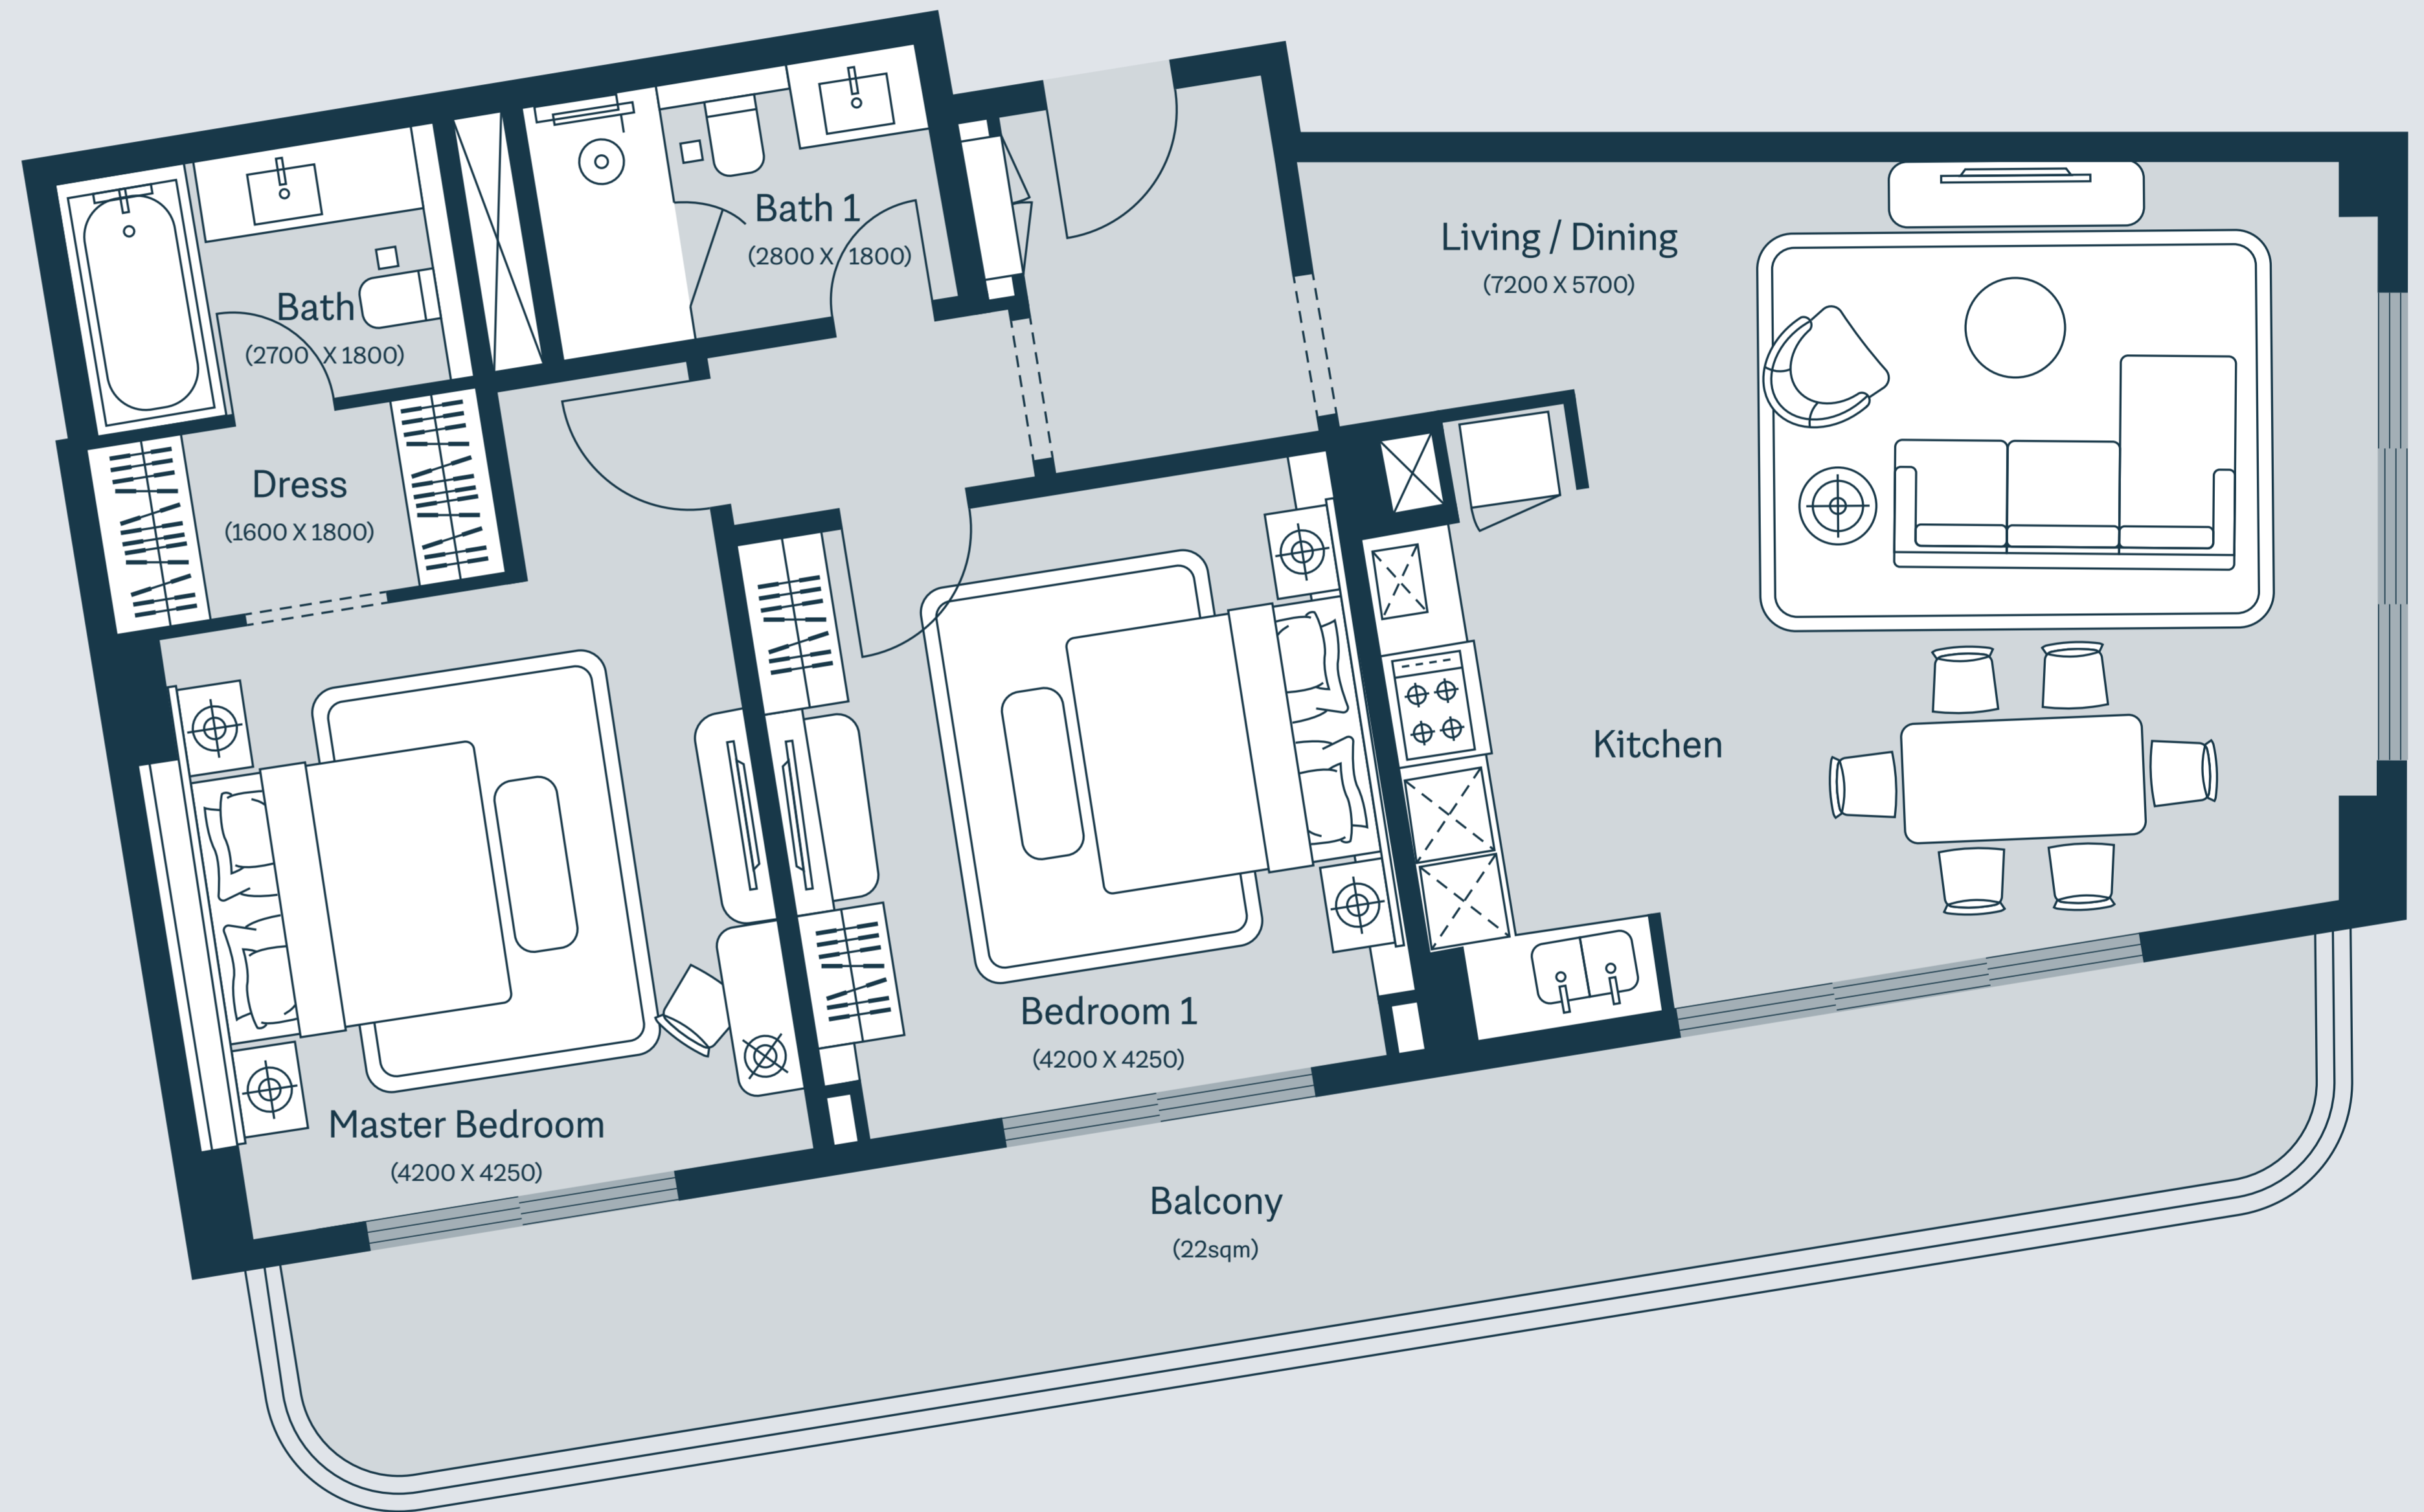 Bath 1
(2800 X 1800)
Living / Dining
(7200 X 5700)
Bath
(2700 X 1800)
Dress
(1600 X 1800)
Kitchen
Bedroom 1
(4200 X 4250)
Master Bedroom
(4200 X 4250)
Balcony
(22sqm)